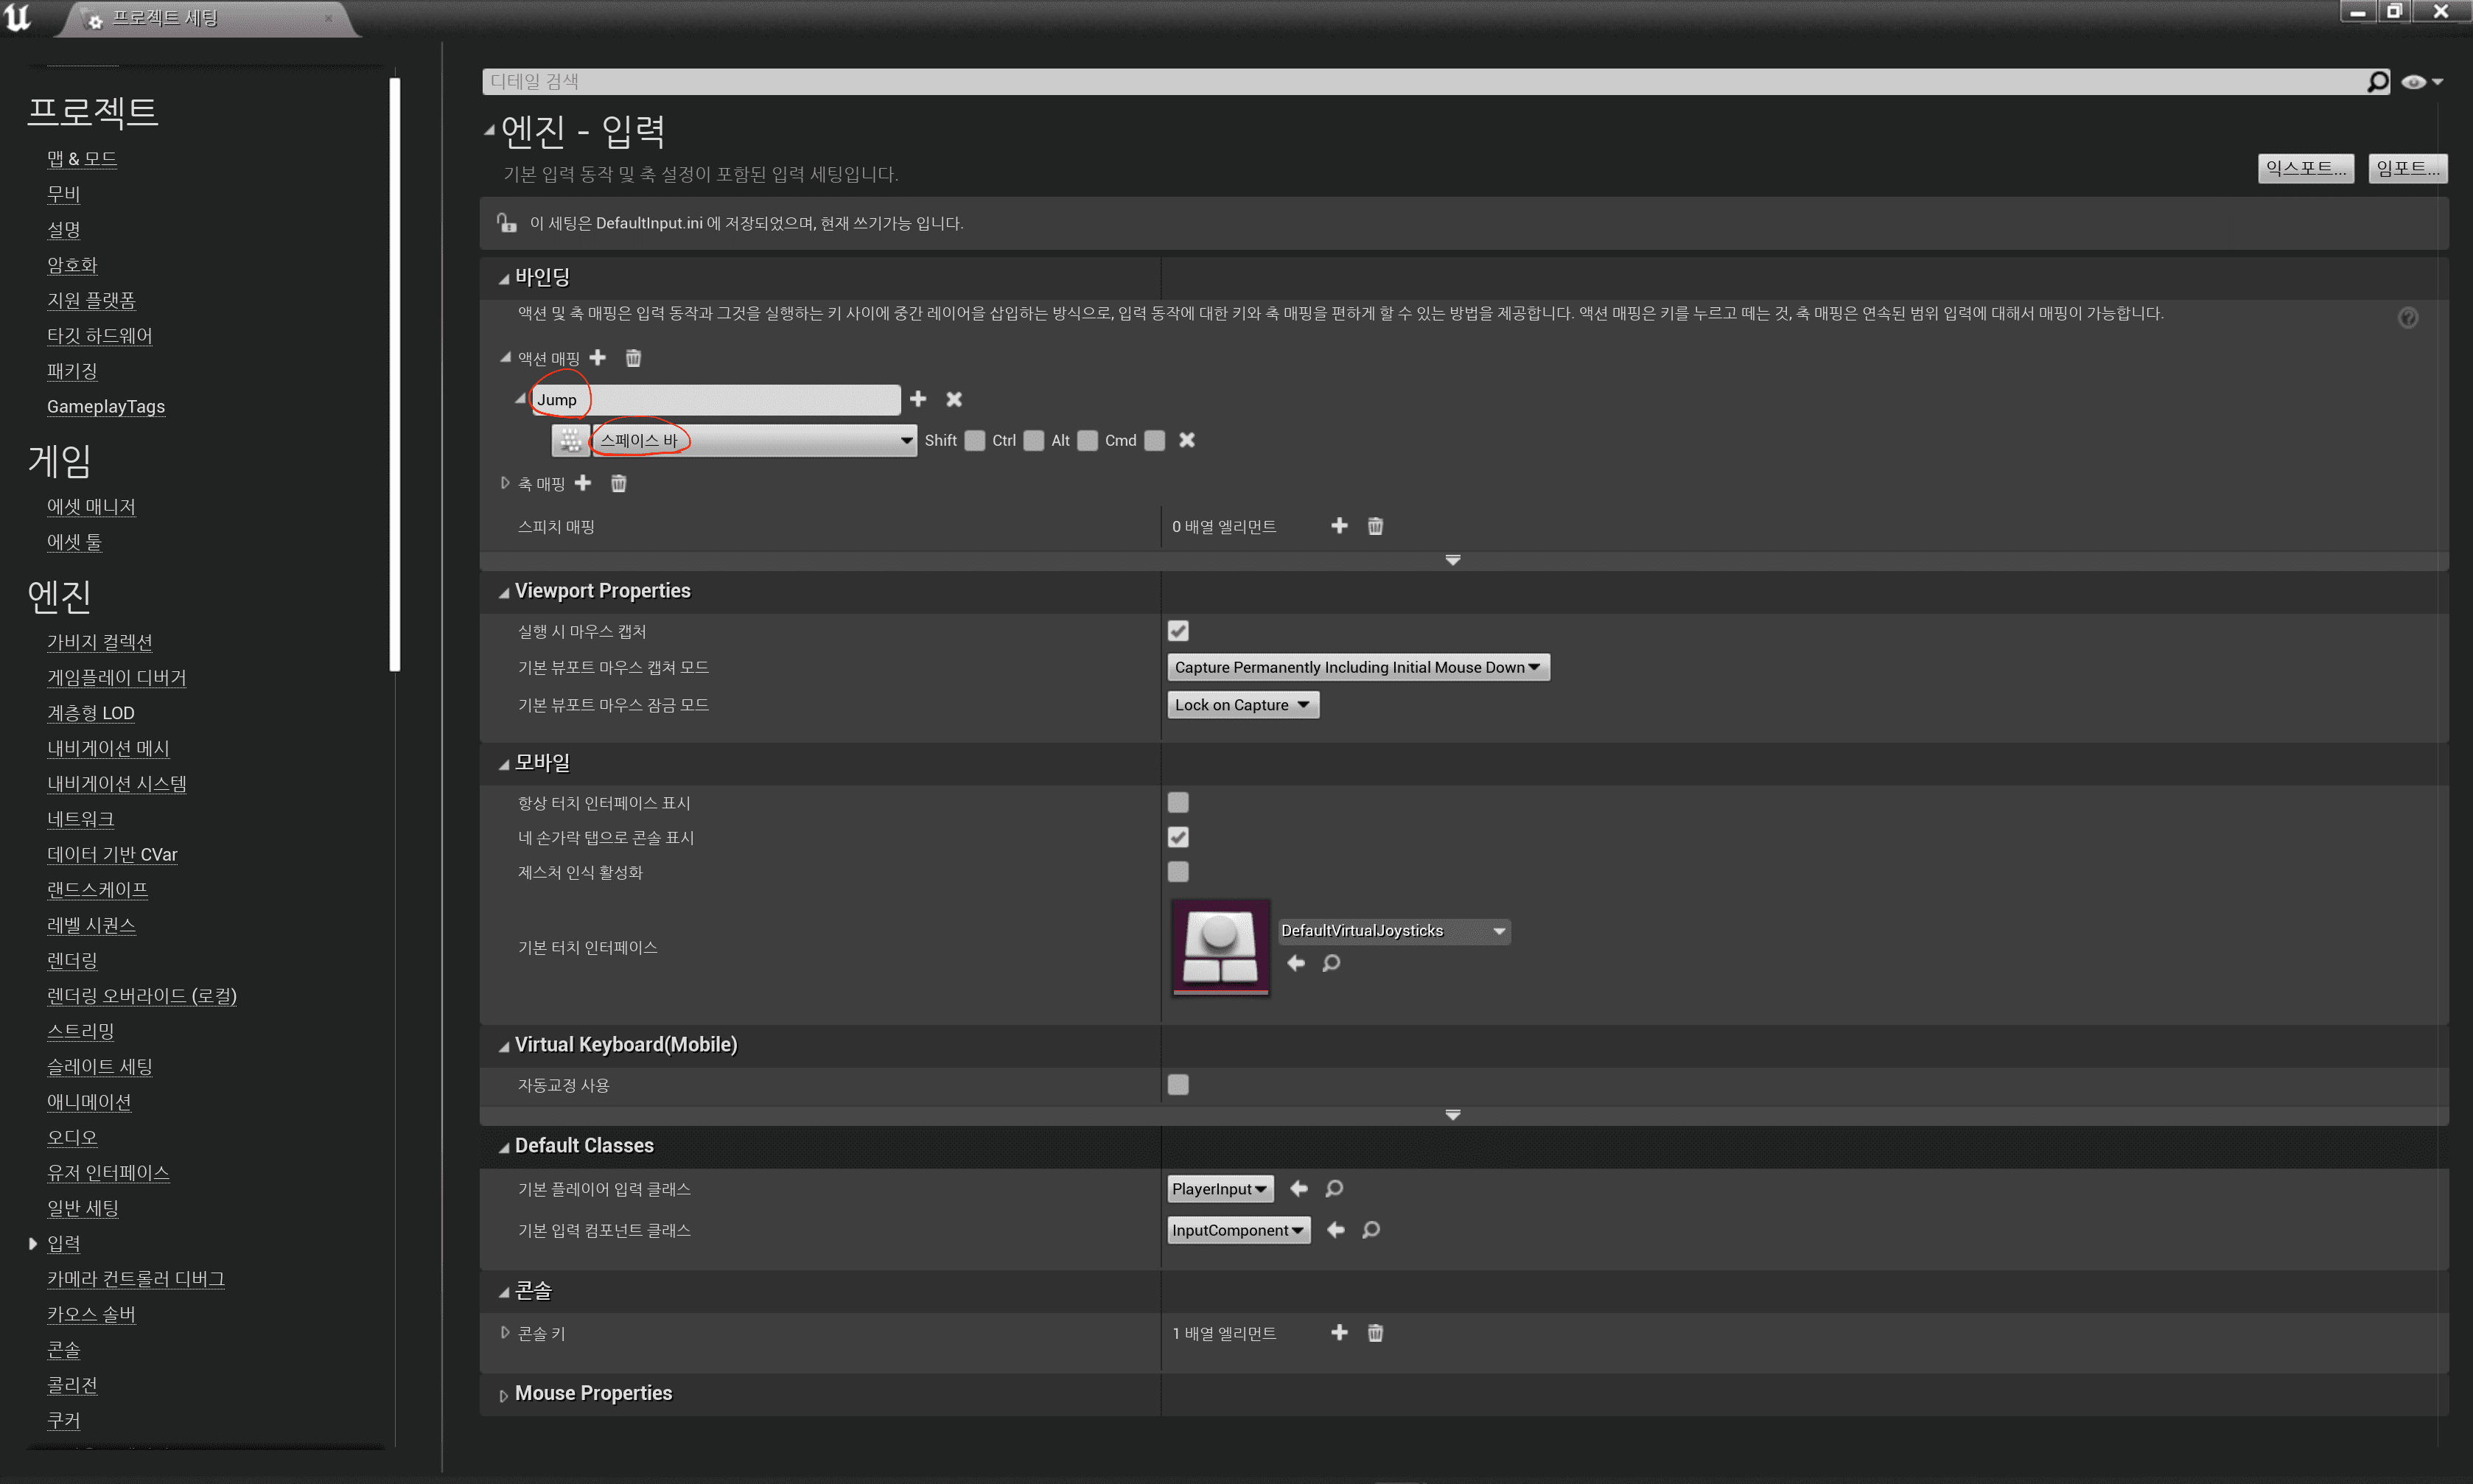 프로젝트 세팅
프로젝트
맵 & 모드
무비
설명
암호화
지원 플랫폼
타깃 하드웨어
패키징
GameplayTags
게임
에셋 매니저
에셋 툴
엔진
가비지 컬렉션
게임플레이 디버거
계층형 LOD
내비게이션 메시
내비게이션 시스템
네트워크
데이터 기반 CVar
랜드스케이프
레벨 시퀀스
렌더링
렌더링 오버라이드 (로컬)
스트리밍
슬레이트 세팅
애니메이션
오디오
유저 인터페이스
일반 세팅
입력
카메라 컨트롤러 디버그
카오스 솔버
콘솔
콜리전
쿠커
디테일 검색
엔진 - 입력
기본 입력 동작 및 축 설정이 포함된 입력 세팅입니다.
익스포트... 임포트...
이 세팅은 DefaultInput.ini 에 저장되었으며, 현재 쓰기가능 입니다.
바인딩
액션 및 축 매핑은 입력 동작과 그것을 실행하는 키 사이에 중간 레이어을 삽입하는 방식으로, 입력 동작에 대한 키와 축 매핑을 편하게 할 수 있는 방법을 제공합니다. 액션 매핑은 키를 누르고 떼는 것, 축 매핑은 연속된 범위 입력에 대해서 매핑이 가능합니다.
액션 매핑
Jump
스페이스 바 Shift Ctrl Alt Cmd
축 매핑
스피치 매핑 0 배열 엘리먼트
Viewport Properties
실행 시 마우스 캡처
기본 뷰포트 마우스 캡쳐 모드 Capture Permanently Including Initial Mouse Down
기본 뷰포트 마우스 잠금 모드 Lock on Capture
모바일
항상 터치 인터페이스 표시
네 손가락 탭으로 콘솔 표시
제스처 인식 활성화
기본 터치 인터페이스 DefaultVirtualJoysticks
Virtual Keyboard(Mobile)
자동교정 사용
Default Classes
기본 플레이어 입력 클래스 PlayerInput
기본 입력 컴포넌트 클래스 InputComponent
콘솔
콘솔 키 1 배열 엘리먼트
Mouse Properties